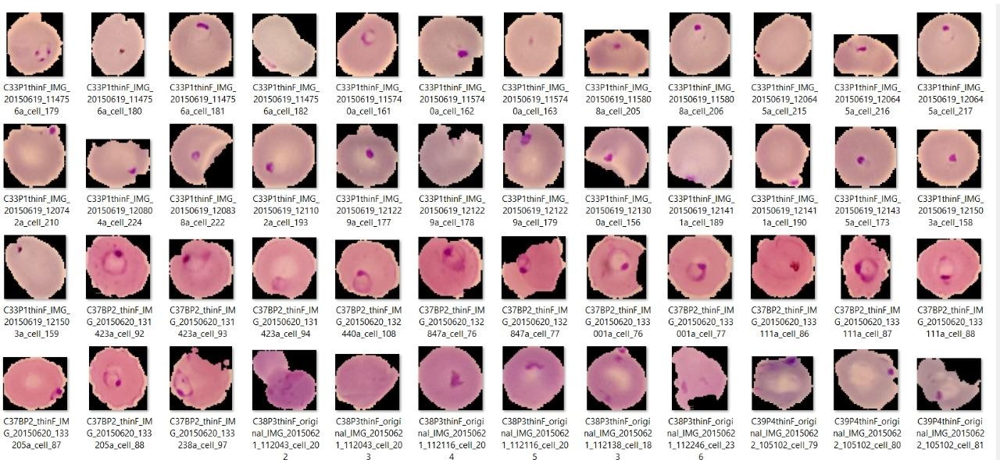 C33P1thinF_IMG_ C33P1thinF_IMG_ C33P1thinF_IMG_ C33P1thinF_IMG_ C33P1thinF_IMG_ C33P1thinF_IMG_ C33P1thinF_IMG_ C33P1thinF_IMG_ C33P1thinF_IMG_ C33P1thinF_IMG_ C33P1thinF_IMG_ C33P1thinF_IMG_
20150619_11475 20150619_11475 20150619_11475 20150619_11475 20150619_11574 20150619_11574 20150619_11574 20150619_11580 20150619_11580 20150619_12064 20150619_12064 20150619_12064
6a_cell_179 6a_cell_180 6a_cell_181 6a_cell_182 0a_cell_161 0a_cell_162 0a_cell_163 8a_cell_205 8a_cell_206 5a_cell_215 5a_cell_216 5a_cell_217
C33P1thinF_IMG_ C33P1thinF_IMG_ C33P1thinF_IMG_ C33P1thinF_IMG_ C33P1thinF_IMG_ C33P1thinF_IMG_ C33P1thinF_IMG_ C33P1thinF_IMG_ C33P1thinF_IMG_ C33P1thinF_IMG_ C33P1thinF_IMG_ C33P1thinF_IMG_
20150619_12074 20150619_12080 20150619_12083 20150619_12110 20150619_12122 20150619_12122 20150619_12122 20150619_12130 20150619_12141 20150619_12141 20150619_12143 20150619_12150
2a_cell_210 4a_cell_224 8a_cell_222 2a_cell_193 9a_cell_177 9a_cell_178 9a_cell_179 0a_cell_156 1a_cell_189 1a_cell_190 5a_cell_173 3a_cell_158
C33P1thinF_IMG_ C37BP2_thinF_IM C37BP2_thinF_IM C37BP2_thinF_IM C37BP2_thinF_IM C37BP2_thinF_IM C37BP2_thinF_IM C37BP2_thinF_IM C37BP2_thinF_IM C37BP2_thinF_IM C37BP2_thinF_IM C37BP2_thinF_IM
20150619_12150 G_20150620_131 G_20150620_131 G_20150620_131 G_20150620_132 G_20150620_132 G_20150620_132 G_20150620_133 G_20150620_133 G_20150620_133 G_20150620_133 G_20150620_133
3a_cell_159 423a_cell_92 423a_cell_93 423a_cell_94 440a_cell_108 847a_cell_76 847a_cell_77 001a_cell_76 001a_cell_77 111a_cell_86 111a_cell_87 111a_cell_88
C37BP2_thinF_IM C37BP2_thinF_IM C37BP2_thinF_IM C38P3thinF_origi C38P3thinF_origi C38P3thinF_origi C38P3thinF_origi C38P3thinF_origi C38P3thinF_origi C39P4thinF_origi C39P4thinF_origi C39P4thinF_origi
G_20150620_133 G_20150620_133 G_20150620_133 nal_IMG_2015062 nal_IMG_2015062 nal_IMG_2015062 nal_IMG_2015062 nal_IMG_2015062 nal_IMG_2015062 nal_IMG_2015062 nal_IMG_2015062 nal_IMG_2015062
205a_cell_87 205a_cell_88 238a_cell_97 1_112043_cell_20 1_112043_cell_20 1_112116_cell_20 1_112116_cell_20 1_112138_cell_18 1_112246_cell_23 2_105102_cell_79 2_105102_cell_80 2_105102_cell_81
2 3 4 5 3 6